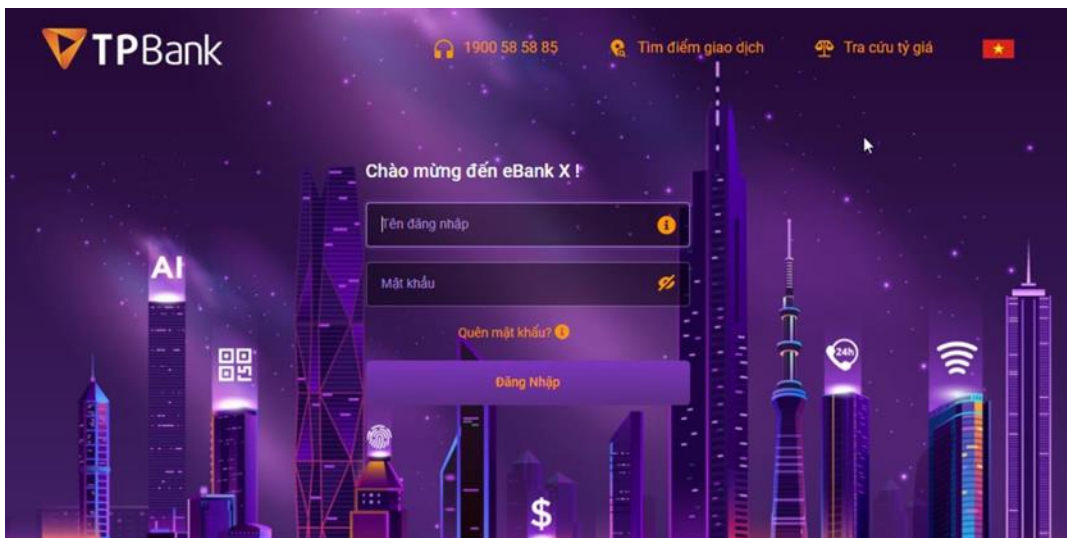 TPBank
1900 58 58 85
Tìm điểm giao dịch
Tra cứu tỷ giá
Chào mừng đến eBank X !
Tên đăng nhập
Mật khẩu
Quên mật khẩu?
Đăng Nhập
AI
24h
$